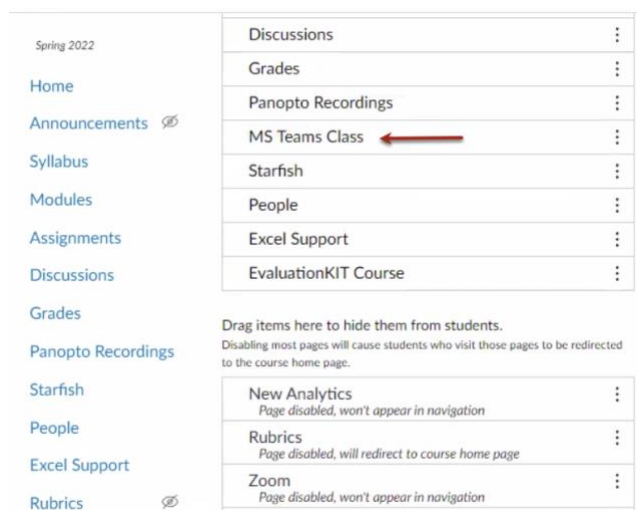 Spring 2022
Home
Announcements
Syllabus
Modules
Assignments
Discussions
Grades
Panopto Recordings
Starfish
People
Excel Support
Rubrics
Discussions
Grades
Panopto Recordings
MS Teams Class
Starfish
People
Excel Support
EvaluationKIT Course
Drag items here to hide them from students.
Disabling most pages will cause students who visit those pages to be redirected
to the course home page.
New Analytics
Page disabled, won't appear in navigation
Rubrics
Page disabled, will redirect to course home page
Zoom
Page disabled, won't appear in navigation